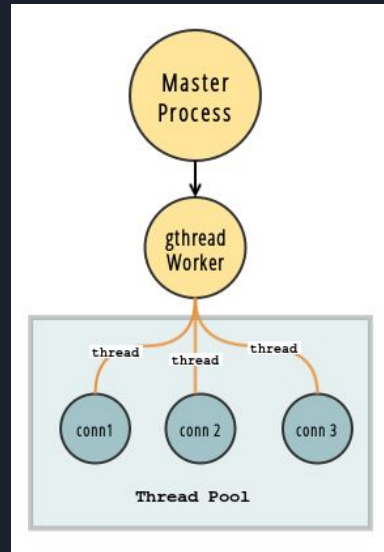 Master
Process
gthread
Worker
thread
thread
thread
conn1
conn 2
conn 3
Thread Pool